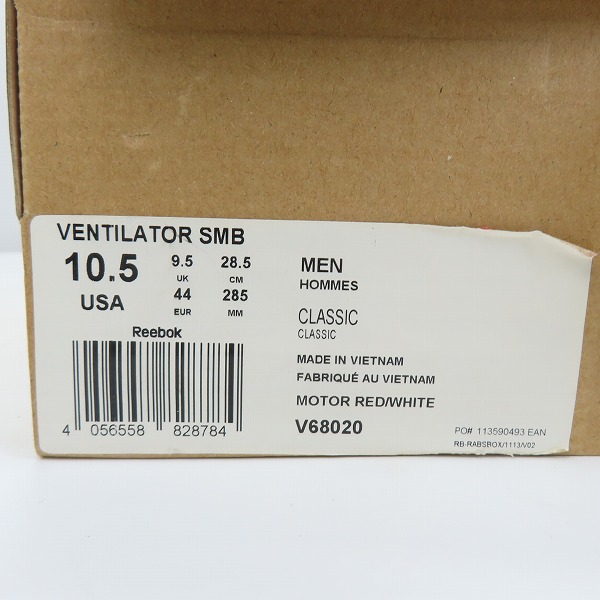 VENTILATOR SMB
10.5 9.5 28.5
UK CM
USA 44 285
EUR MM
Reebok
4 056558 828784
MEN
HOMMES
CLASSIC
CLASSIC
MADE IN VIETNAM
FABRIQUÉ AU VIETNAM
MOTOR RED/WHITE
V68020
PO# 113590493 EAN
RB-RABSBOX/1113/V02